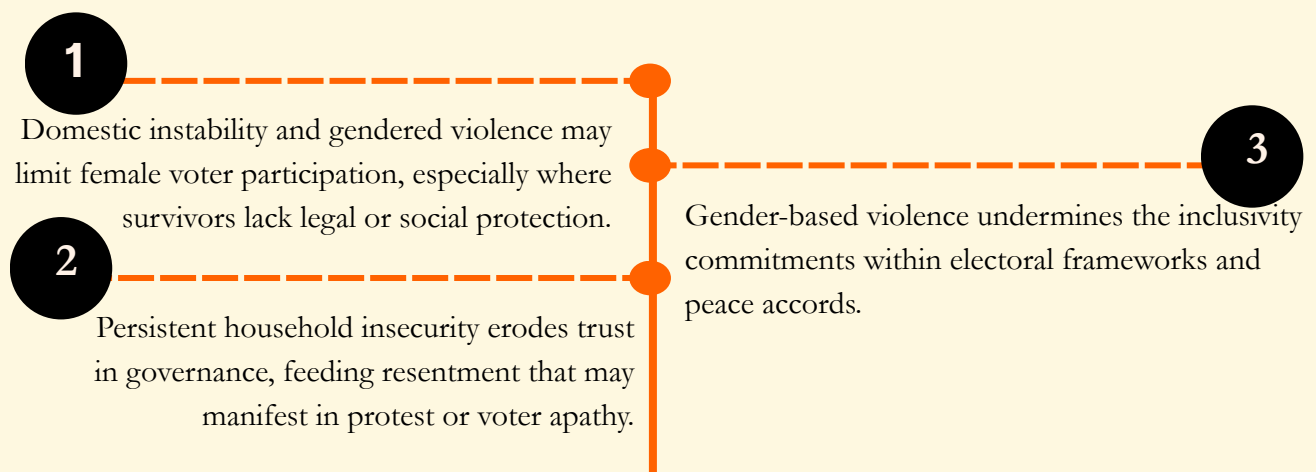 1
Domestic instability and gendered violence may
limit female voter participation, especially where
survivors lack legal or social protection.
2
Persistent household insecurity erodes trust
in governance, feeding resentment that may
manifest in protest or voter apathy.
3
Gender-based violence undermines the inclusivity
commitments within electoral frameworks and
peace accords.